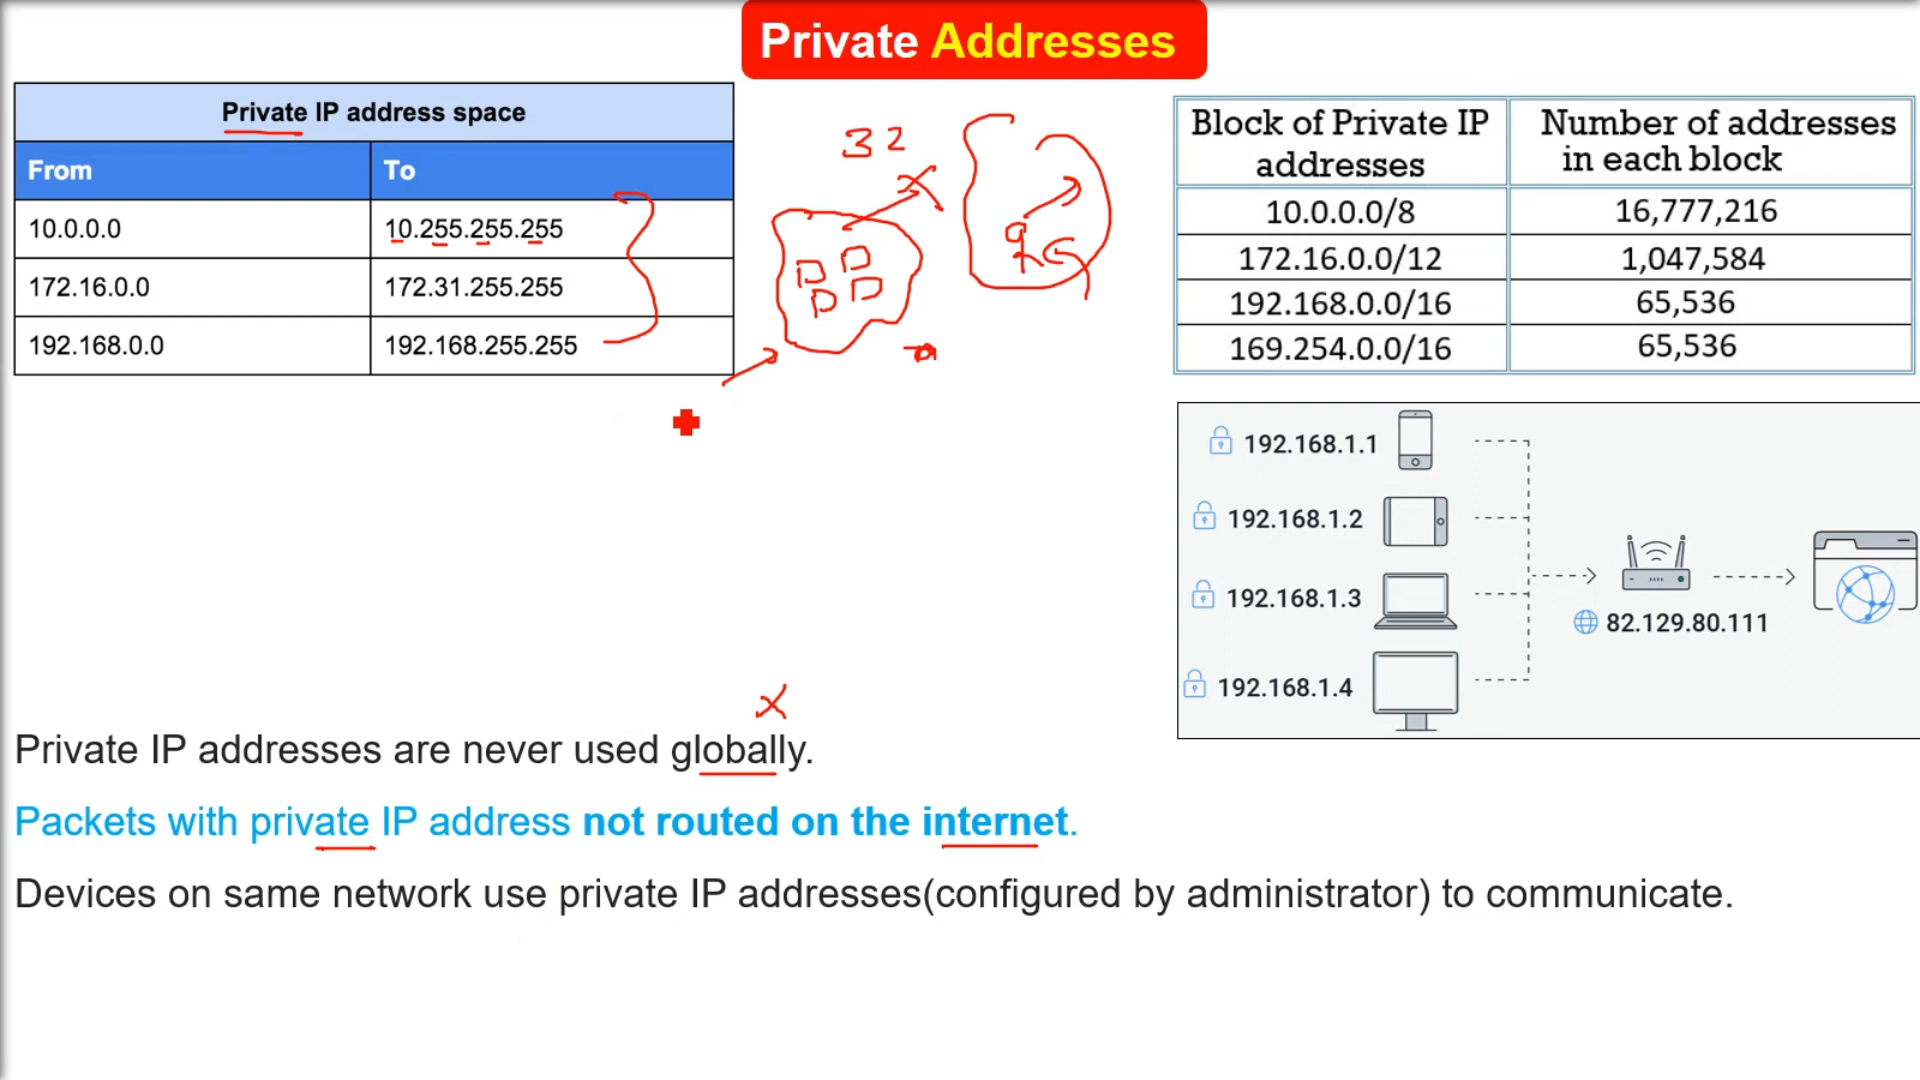 Private Addresses
Private IP address space
From To
10.0.0.0 10.255.255.255
172.16.0.0 172.31.255.255
192.168.0.0 192.168.255.255
32
Block of Private IP addresses
Number of addresses in each block
10.0.0.0/8 16,777,216
172.16.0.0/12 1,047,584
192.168.0.0/16 65,536
169.254.0.0/16 65,536
192.168.1.1
192.168.1.2
192.168.1.3
192.168.1.4
82.129.80.111
Private IP addresses are never used globally.
Packets with private IP address not routed on the internet.
Devices on same network use private IP addresses(configured by administrator) to communicate.